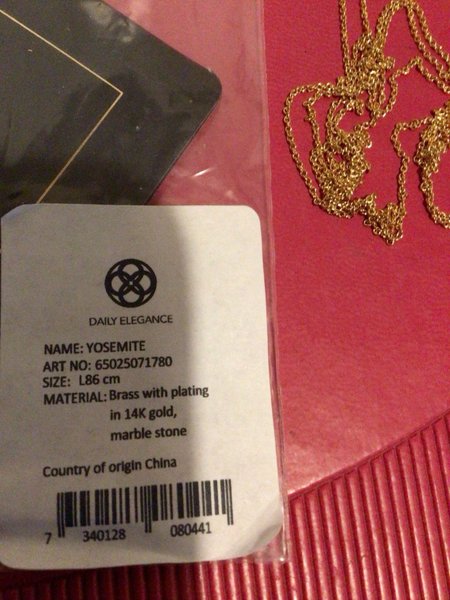 DAILY ELEGANCE
NAME: YOSEMITE
ART NO: 65025071780
SIZE: L86 cm
MATERIAL: Brass with plating
in 14K gold,
marble stone
Country of origin China
7 340128 080441